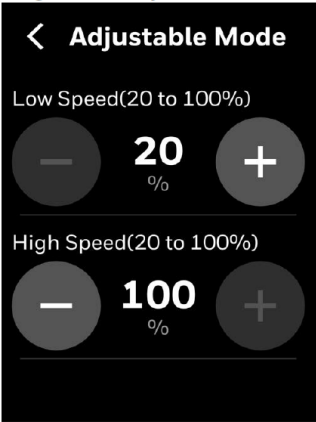 Adjustable Mode
Low Speed(20 to 100%)
20
%
High Speed(20 to 100%)
100
%